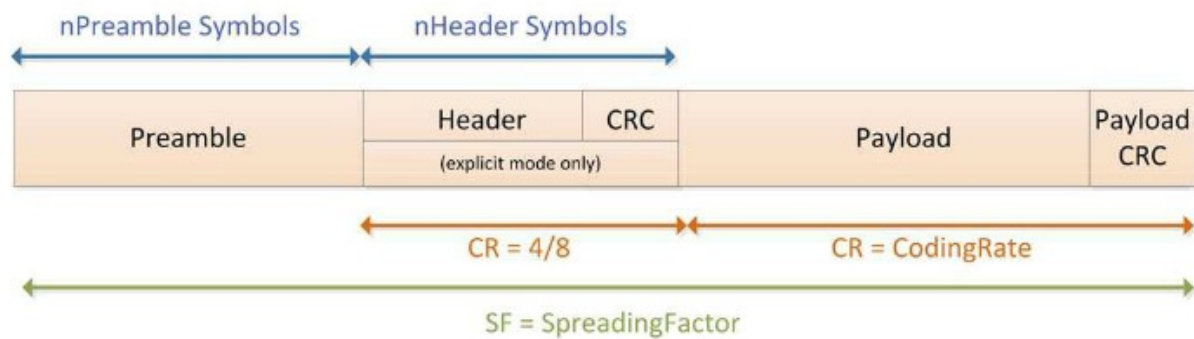 nPreamble Symbols
nHeader Symbols
Preamble
Header
CRC
(explicit mode only)
Payload
Payload
CRC
CR = 4/8
CR = CodingRate
SF = SpreadingFactor